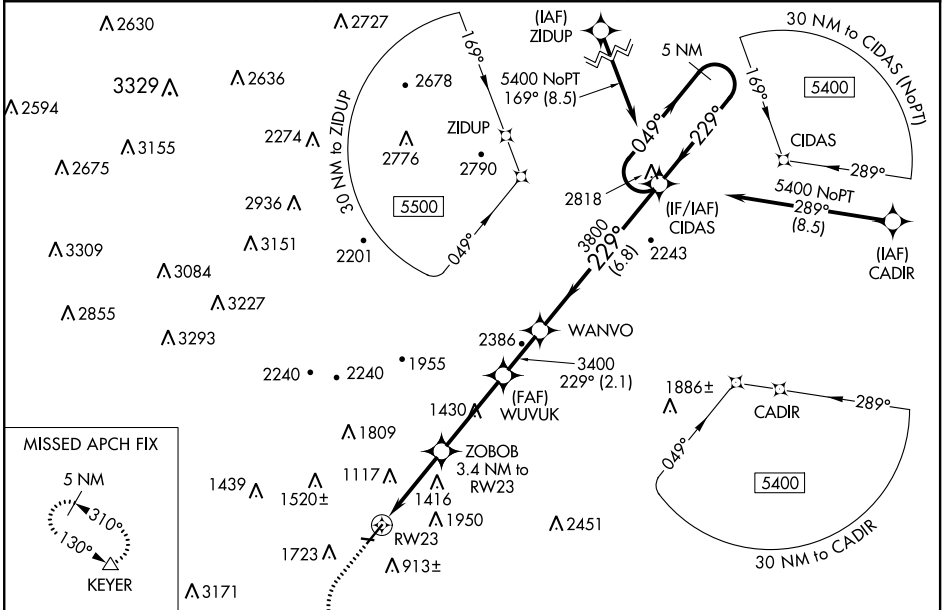 2630
2727
(IAF)
ZIDUP
30 NM to CIDAS (NoPT)
169°
5 NM
3329
2636
2678
5400 NoPT
169° (8.5)
169°
5400
2594
30 NM to ZIDUP
049°
229°
3155
2274
ZIDUP
2776
2790
CIDAS
2675
2818
289°
2936
5500
(IF/IAF)
CIDAS
5400 NoPT
289°
(8.5)
3309
3151
2201
049°
3800
229°
(6.8)
2243
(IAF)
CADIR
3084
2855
3227
3293
2386
WANVO
2240
2240
1955
3400
229° (2.1)
(FAF)
WUVUK
1886±
CADIR
289°
1430
MISSED APCH FIX
1809
ZOBOB
3.4 NM to
RW23
049°
5 NM
1439
1520±
1117
1416
5400
310°
130°
1950
2451
RW23
1723
30 NM to CADIR
KEYER
913±
3171